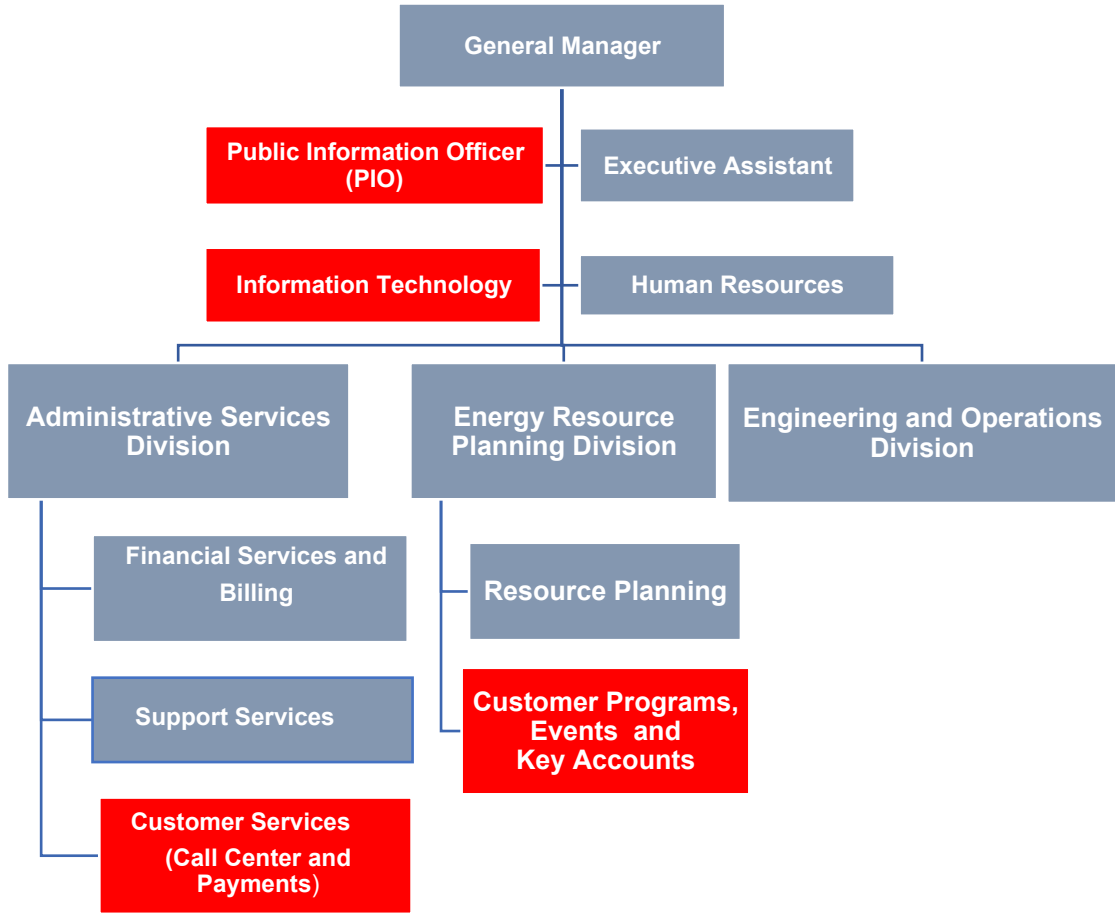 General Manager
Public Information Officer
(PIO)
Executive Assistant
Information Technology
Human Resources
Administrative Services
Division
Energy Resource
Planning Division
Engineering and Operations
Division
Financial Services and
Billing
Resource Planning
Support Services
Customer Programs,
Events and
Key Accounts
Customer Services
(Call Center and
Payments)